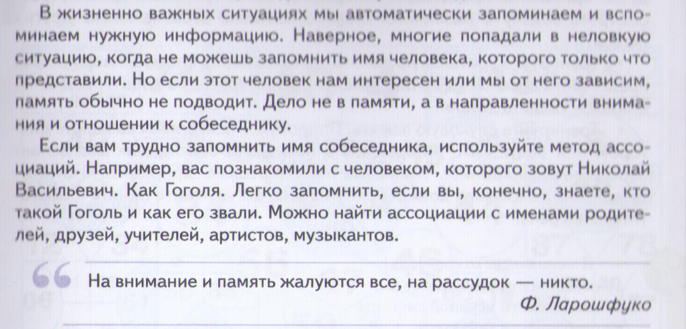 В жизненно важных ситуациях мы автоматически запоминаем и вспо-
минаем нужную информацию. Наверное, многие попадали в неловкую
ситуацию, когда не можешь запомнить имя человека, которого только что
представили. Но если этот человек нам интересен или мы от него зависим,
память обычно не подводит. Дело не в памяти, а в направленности внима-
ния и отношении к собеседнику.
Если вам трудно запомнить имя собеседника, используйте метод ассо-
циаций. Например, вас познакомили с человеком, которого зовут Николай
Васильевич. Как Гоголя. Легко запомнить, если вы, конечно, знаете, кто
такой Гоголь и как его звали. Можно найти ассоциации с именами родите-
лей, друзей, учителей, артистов, музыкантов.
“ На внимание и память жалуются все, на рассудок — никто.
Ф. Ларошфуко